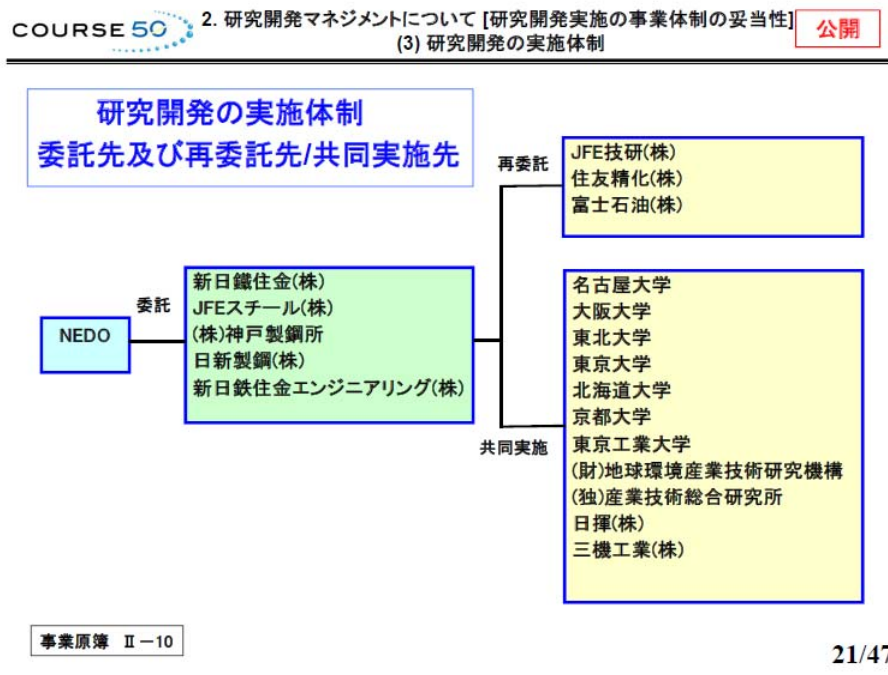 COURSE 50
2. 研究開発マネジメントについて [研究開発実施の事業体制の妥当性]
(3) 研究開発の実施体制
公開
研究開発の実施体制
委託先及び再委託先/共同実施先
NEDO
委託
新日鐵住金(株)
JFEスチール(株)
(株)神戸製鋼所
日新製鋼(株)
新日鉄住金エンジニアリング(株)
再委託
JFE技研(株)
住友精化(株)
富士石油(株)
共同実施
名古屋大学
大阪大学
東北大学
東京大学
北海道大学
京都大学
東京工業大学
(財)地球環境産業技術研究機構
(独)産業技術総合研究所
日揮(株)
三機工業(株)
事業原簿 Ⅱ－10
21/47